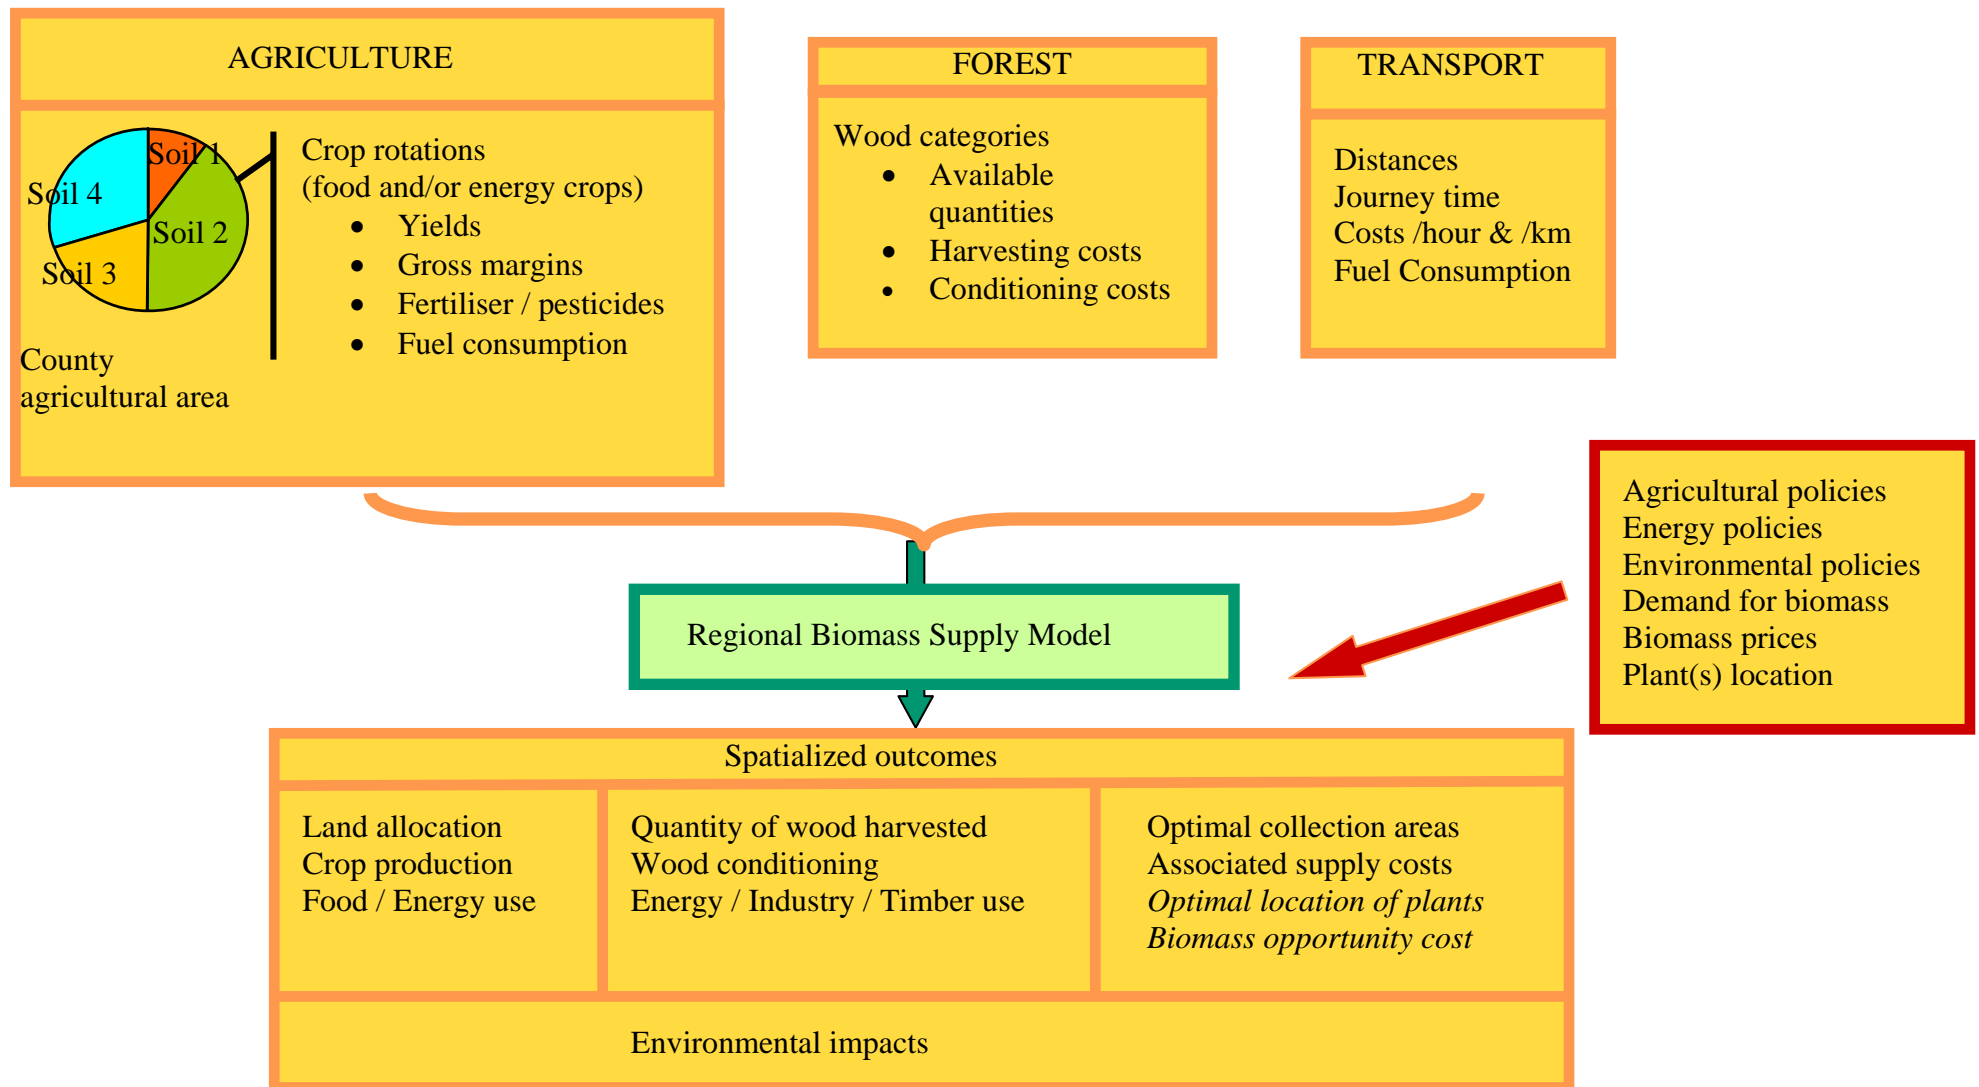 AGRICULTURE
Soil 1
Soil 2
Soil 3
Soil 4
County
agricultural area
Crop rotations
(food and/or energy crops)
• Yields
• Gross margins
• Fertiliser / pesticides
• Fuel consumption
FOREST
Wood categories
• Available
quantities
• Harvesting costs
• Conditioning costs
TRANSPORT
Distances
Journey time
Costs /hour & /km
Fuel Consumption
Agricultural policies
Energy policies
Environmental policies
Demand for biomass
Biomass prices
Plant(s) location
Regional Biomass Supply Model
Spatialized outcomes
Land allocation
Crop production
Food / Energy use
Quantity of wood harvested
Wood conditioning
Energy / Industry / Timber use
Optimal collection areas
Associated supply costs
Optimal location of plants
Biomass opportunity cost
Environmental impacts